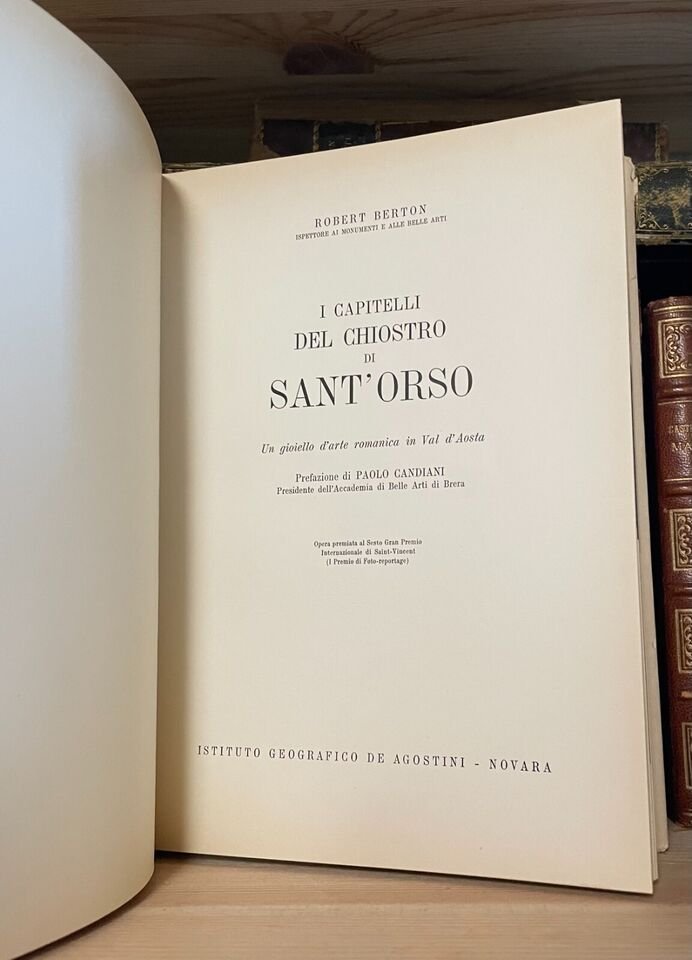 ROBERT BERTON
ISPETTORE AI MONUMENTI E ALLE BELLE ARTI
I CAPITELLI
DEL CHIOSTRO
DI
SANT'ORSO
Un gioiello d'arte romanica in Val d'Aosta
Prefazione di PAOLO CANDIANI
Presidente dell'Accademia di Belle Arti di Brera
Opera premiata al Sesto Gran Premio
Internazionale di Saint-Vincent
(I Premio di Foto-reportage)
ISTITUTO GEOGRAFICO DE AGOSTINI - NOVARA